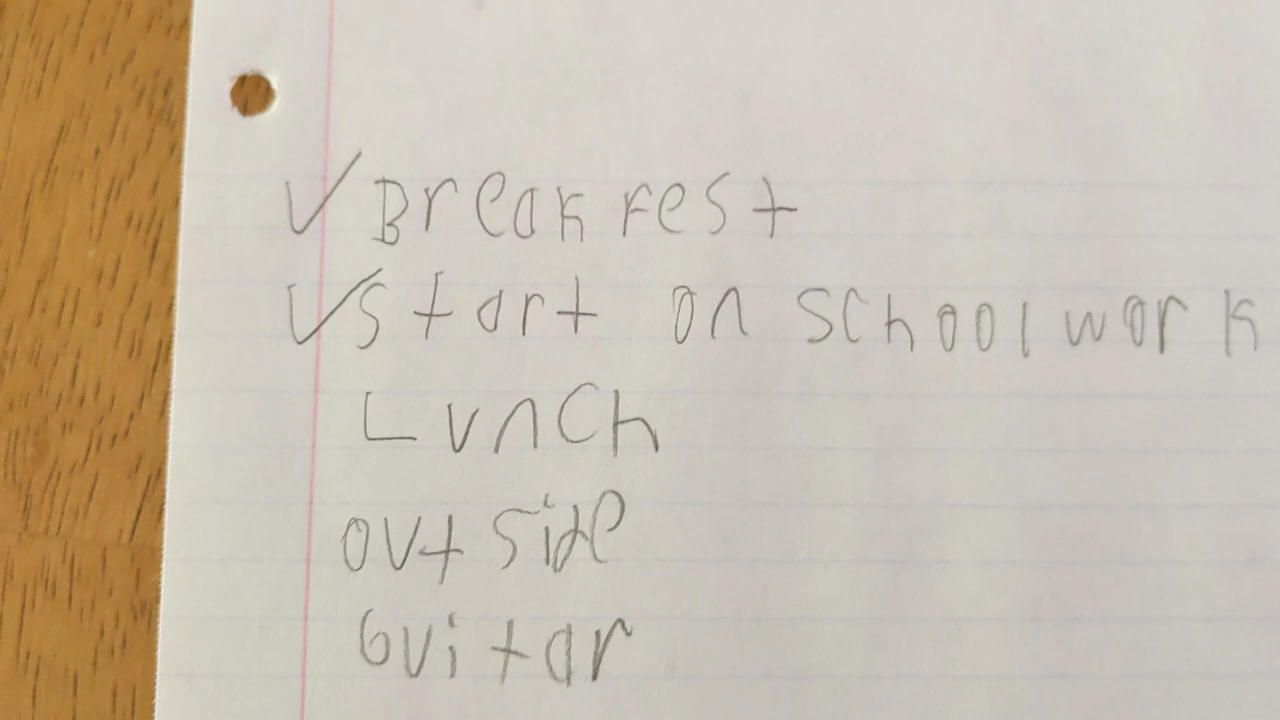 ✓ Breakfest
✓ Start on schoolwork
Lunch
outside
Guitar